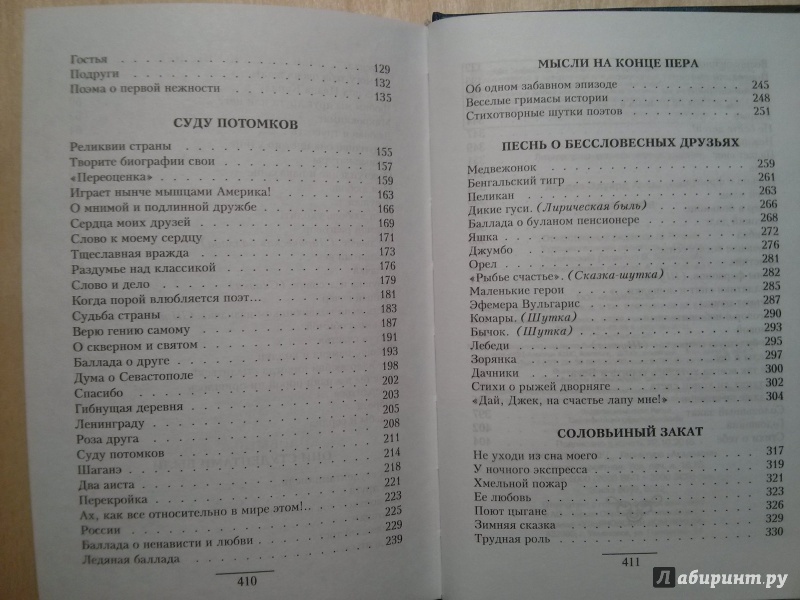 Гостья . . . 129
Подруги . . . 132
Поэма о первой нежности . . . 135
СУДУ ПОТОМКОВ
Реликвии страны . . . 155
Творите биографии свои . . . 157
«Переоценка» . . . 159
Играет нынче мышцами Америка! . . . 163
О мнимой и подлинной дружбе . . . 166
Сердца моих друзей . . . 169
Слово к моему сердцу . . . 171
Тщеславная вражда . . . 173
Раздумье над классикой . . . 176
Слово и дело . . . 179
Когда порой влюбляется поэт... . . . 181
Судьба страны . . . 183
Верю гению самому . . . 187
О скверном и святом . . . 191
Баллада о друге . . . 193
Дума о Севастополе . . . 198
Спасибо . . . 202
Гибнущая деревня . . . 203
Ленинграду . . . 205
Роза друга . . . 208
Суду потомков . . . 211
Шаганэ . . . 214
Два аиста . . . 218
Перекройка . . . 221
Ах, как все относительно в мире этом!.. . . . 223
России . . . 225
Баллада о ненависти и любви . . . 229
Ледяная баллада . . . 239
410
МЫСЛИ НА КОНЦЕ ПЕРА
Об одном забавном эпизоде . . . 245
Веселые гримасы истории . . . 248
Стихотворные шутки поэтов . . . 251
ПЕСНЬ О БЕССЛОВЕСНЫХ ДРУЗЬЯХ
Медвежонок . . . 259
Бенгальский тигр . . . 261
Пеликан . . . 263
Дикие гуси. (Лирическая быль) . . . 266
Баллада о буланом пенсионере . . . 268
Яшка . . . 272
Джумбо . . . 276
Орел . . . 281
«Рыбье счастье». (Сказка-шутка) . . . 282
Маленькие герои . . . 285
Эфемера Вульгарис . . . 287
Комары. (Шутка) . . . 290
Бычок. (Шутка) . . . 293
Лебеди . . . 295
Зорянка . . . 297
Дачники . . . 300
Стихи о рыжей дворняге . . . 302
«Дай, Джек, на счастье лапу мне!» . . . 304
СОЛОВЬИНЫЙ ЗАКАТ
Не уходи из сна моего . . . 317
У ночного экспресса . . . 319
Хмельной пожар . . . 321
Ее любовь . . . 323
Поют цыгане . . . 326
Зимняя сказка . . . 329
Трудная роль . . . 330
411
Лабиринт.ру